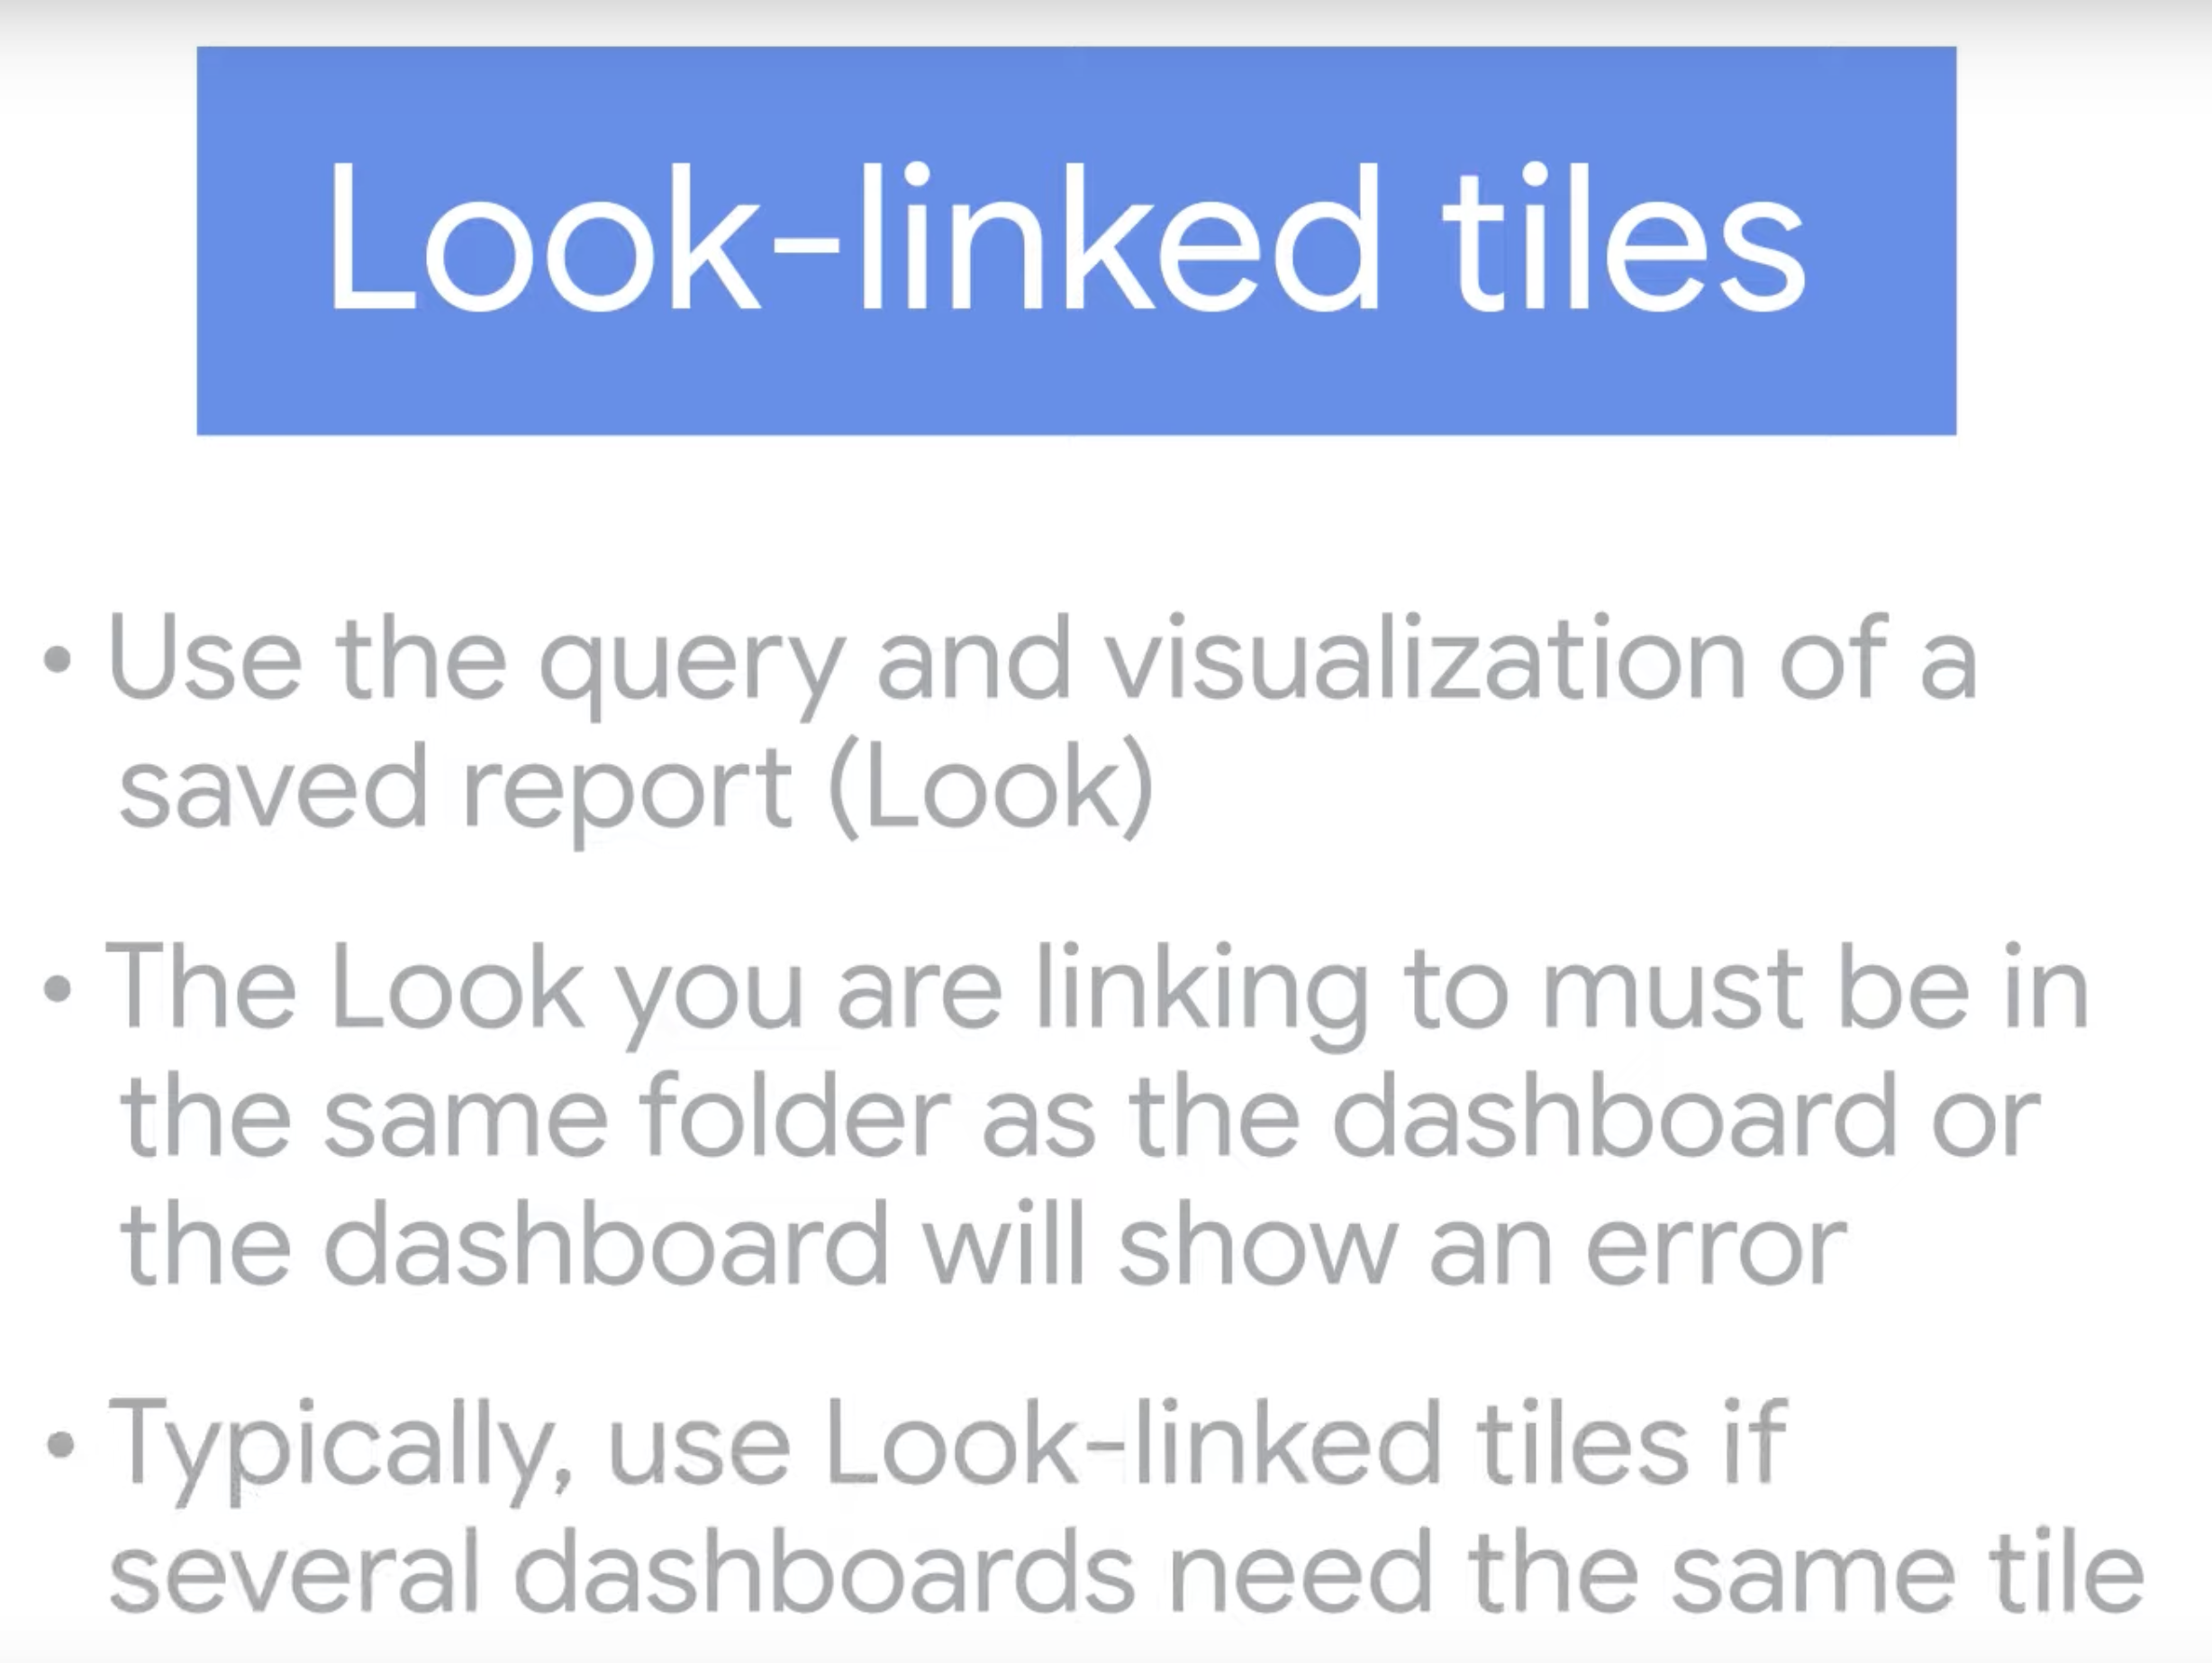 Look-linked tiles
• Use the query and visualization of a
saved report (Look)
• The Look you are linking to must be in
the same folder as the dashboard or
the dashboard will show an error
• Typically, use Look-linked tiles if
several dashboards need the same tile